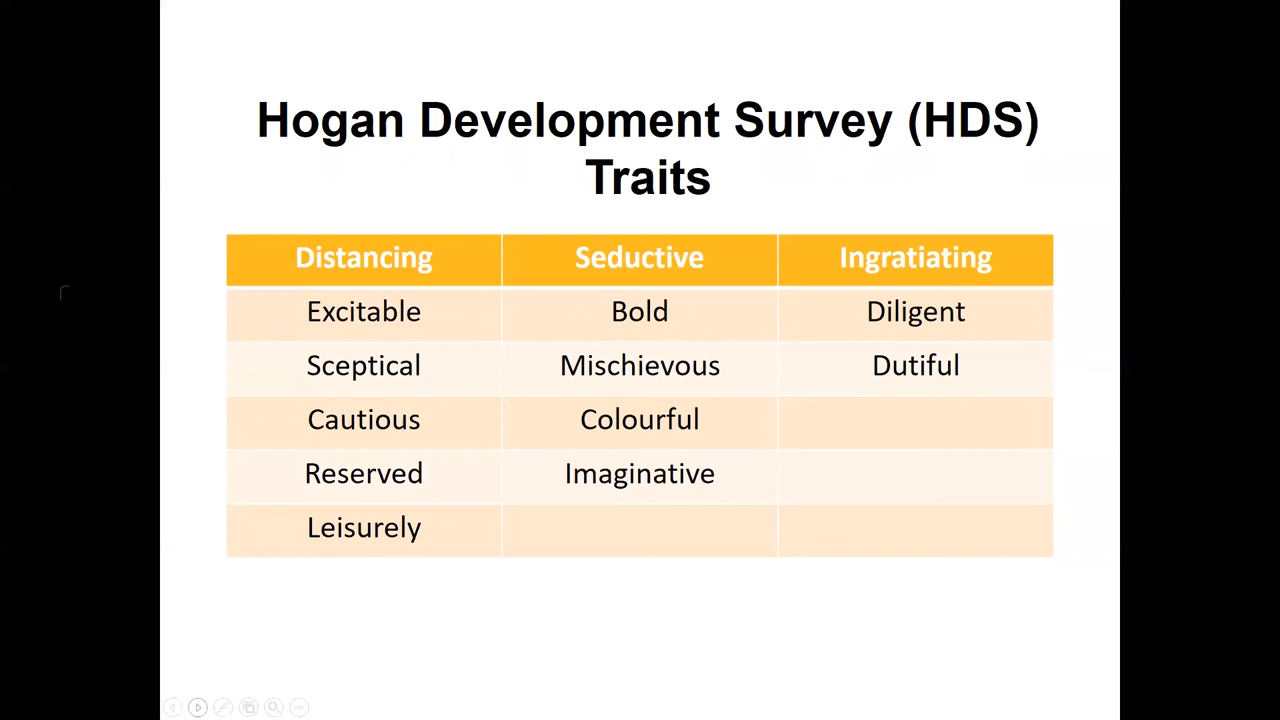 Hogan Development Survey (HDS)
Traits
Distancing Seductive Ingratiating
Excitable Bold Diligent
Sceptical Mischievous Dutiful
Cautious Colourful
Reserved Imaginative
Leisurely